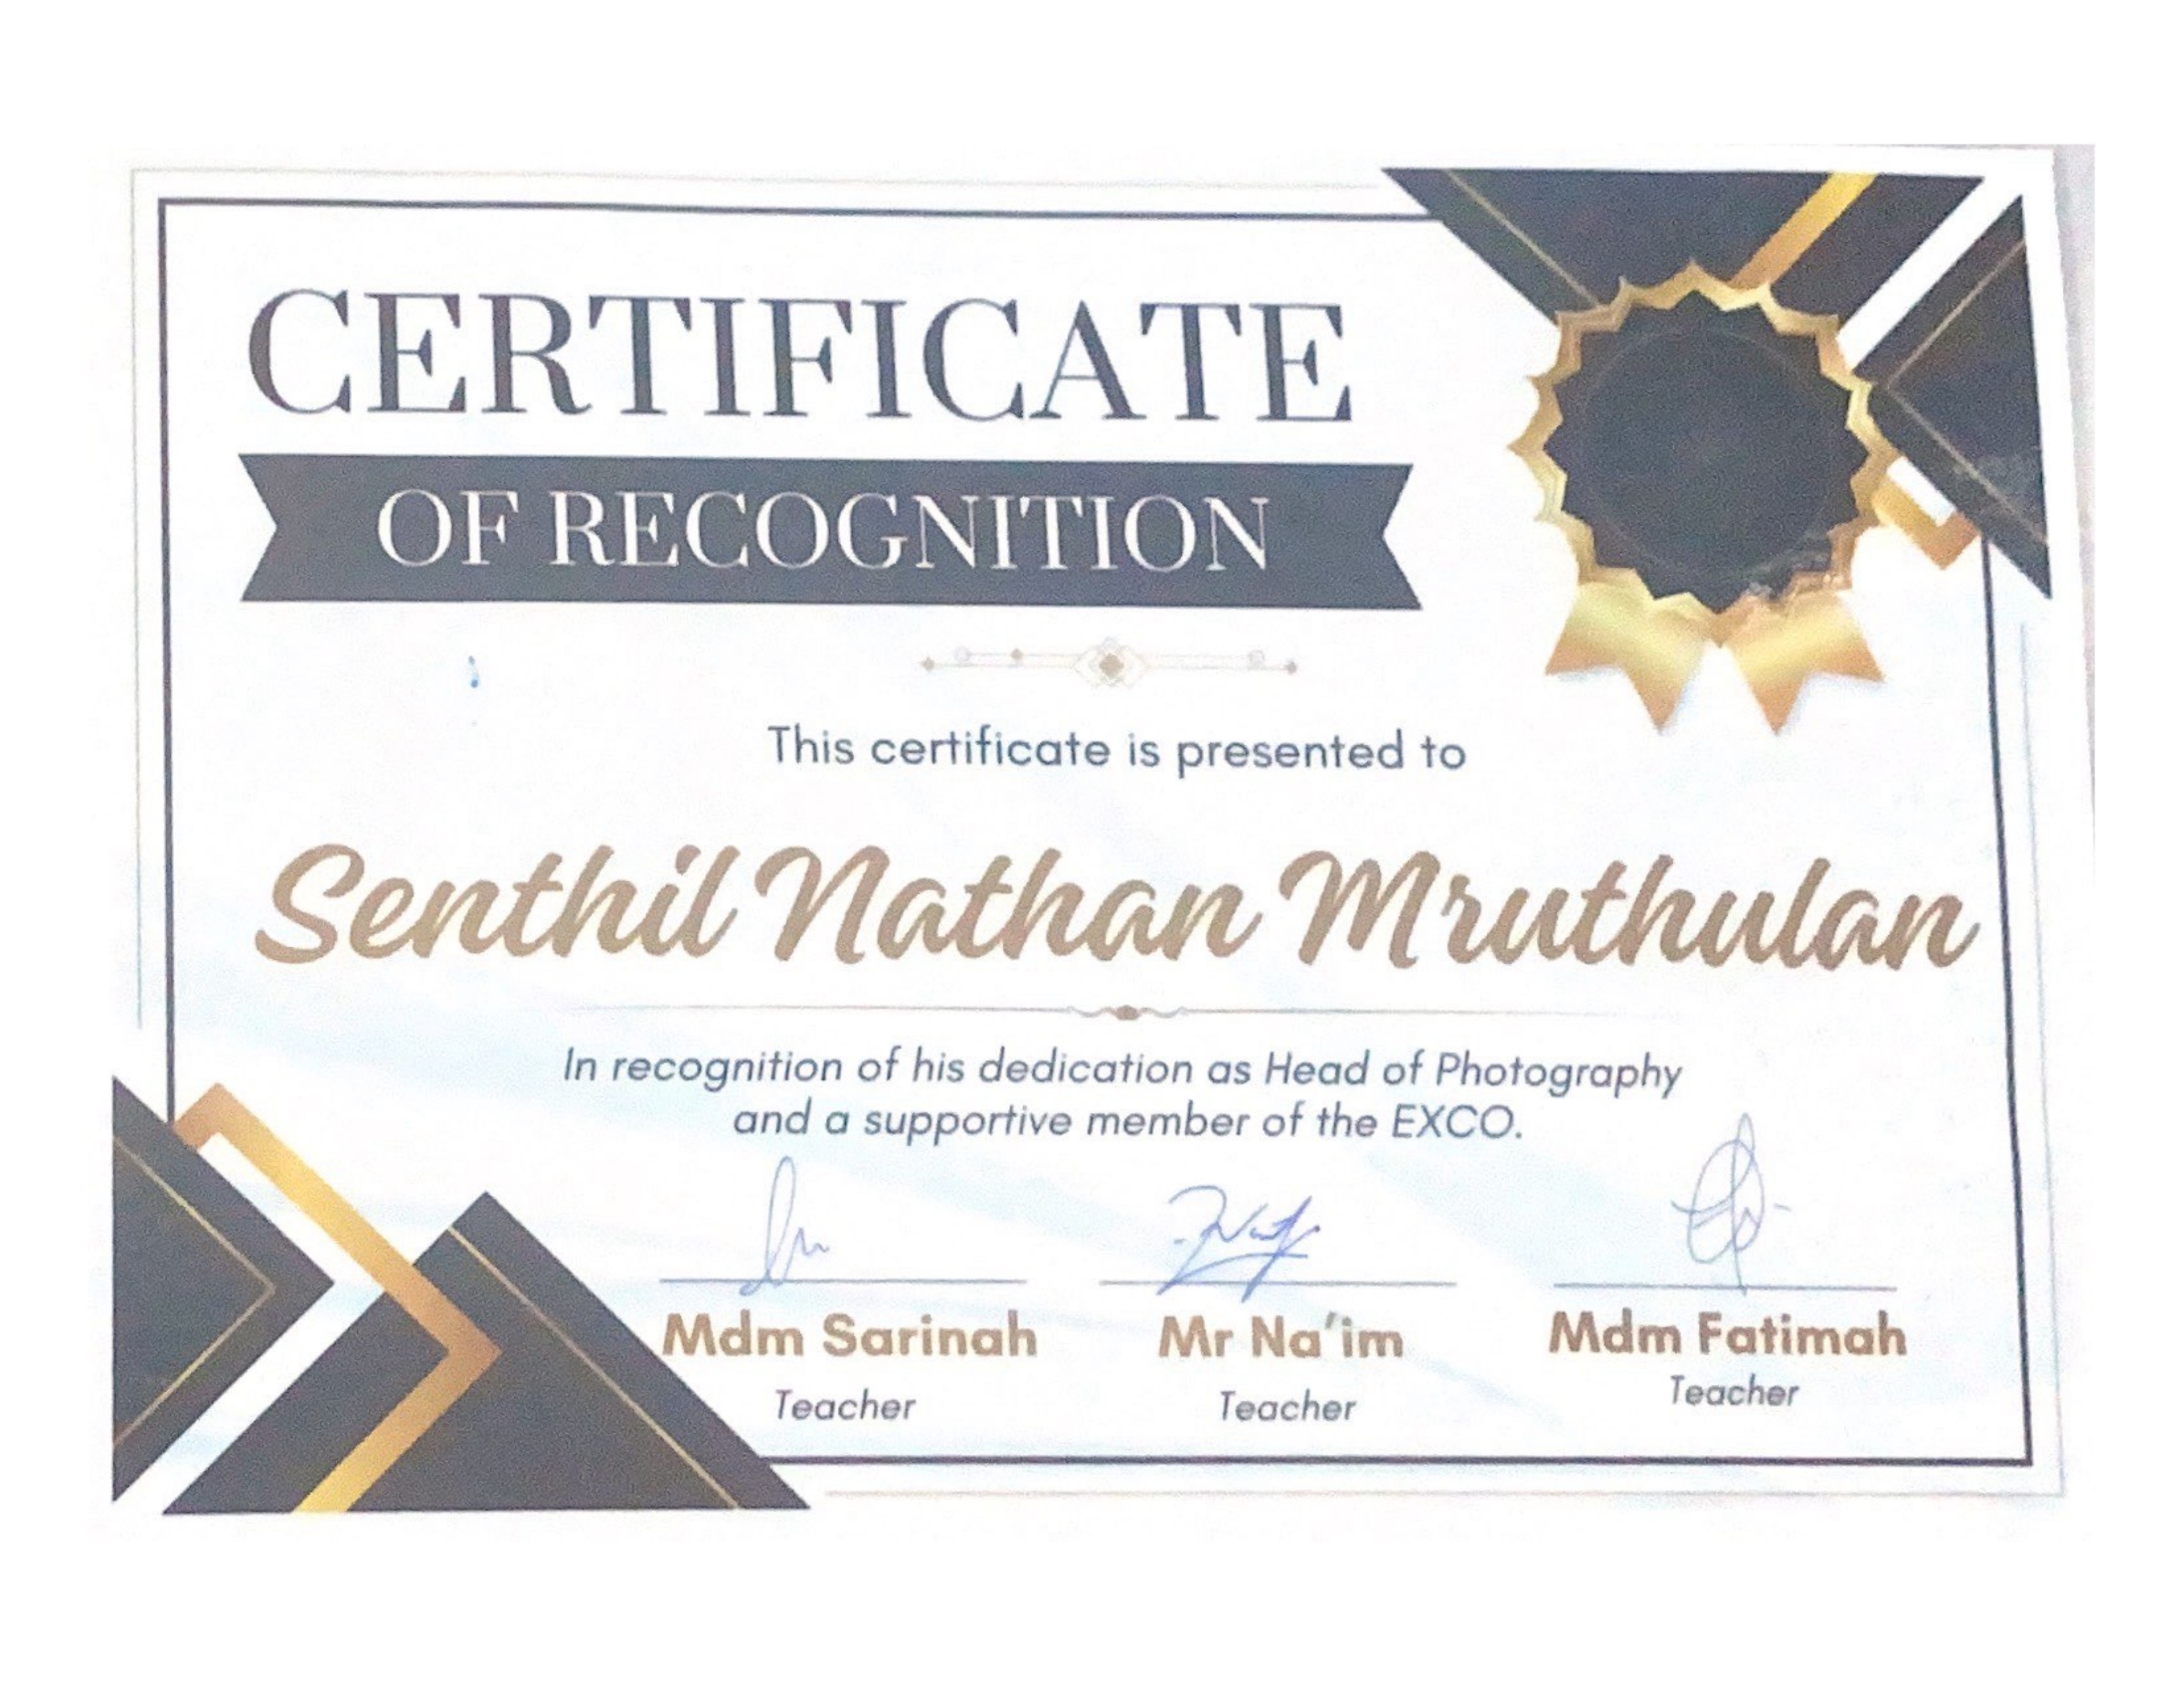 CERTIFICATE
OF RECOGNITION
This certificate is presented to
Senthil Nathan Mruthulan
In recognition of his dedication as Head of Photography
and a supportive member of the EXCO.
Mdm Sarinah Mr Na'im Mdm Fatimah
Teacher Teacher Teacher